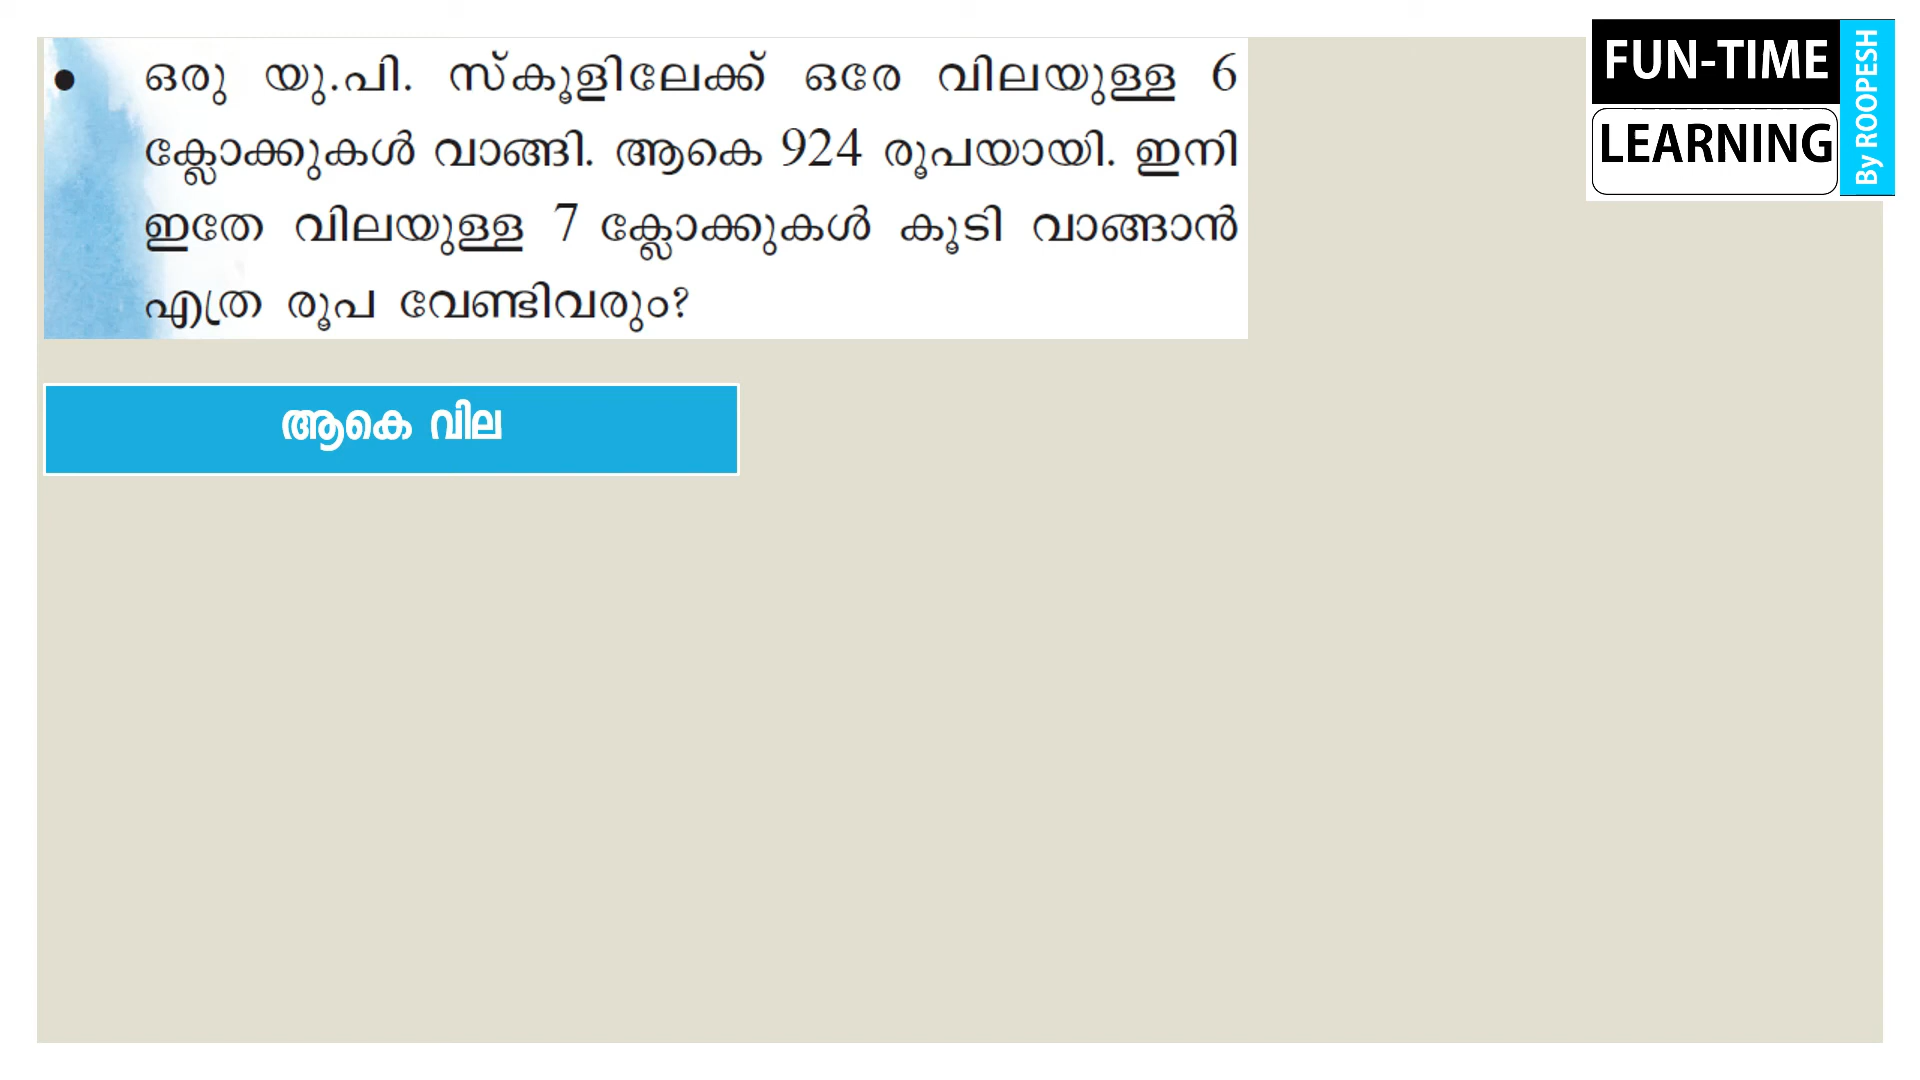 • ഒരു യു.പി. സ്കൂളിലേക്ക് ഒരേ വിലയുള്ള 6
ക്ലോക്കുകൾ വാങ്ങി. ആകെ 924 രൂപയായി. ഇനി
ഇതേ വിലയുള്ള 7 ക്ലോക്കുകൾ കൂടി വാങ്ങാൻ
എത്ര രൂപ വേണ്ടിവരും?
ആകെ വില
FUN-TIME
LEARNING
By ROOPESH